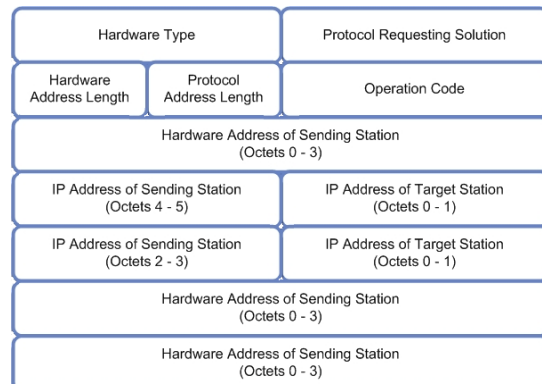 Hardware Type
Protocol Requesting Solution
Hardware
Address Length
Protocol
Address Length
Operation Code
Hardware Address of Sending Station
(Octets 0 - 3)
IP Address of Sending Station
(Octets 4 - 5)
IP Address of Target Station
(Octets 0 - 1)
IP Address of Sending Station
(Octets 2 - 3)
IP Address of Target Station
(Octets 0 - 1)
Hardware Address of Sending Station
(Octets 0 - 3)
Hardware Address of Sending Station
(Octets 0 - 3)